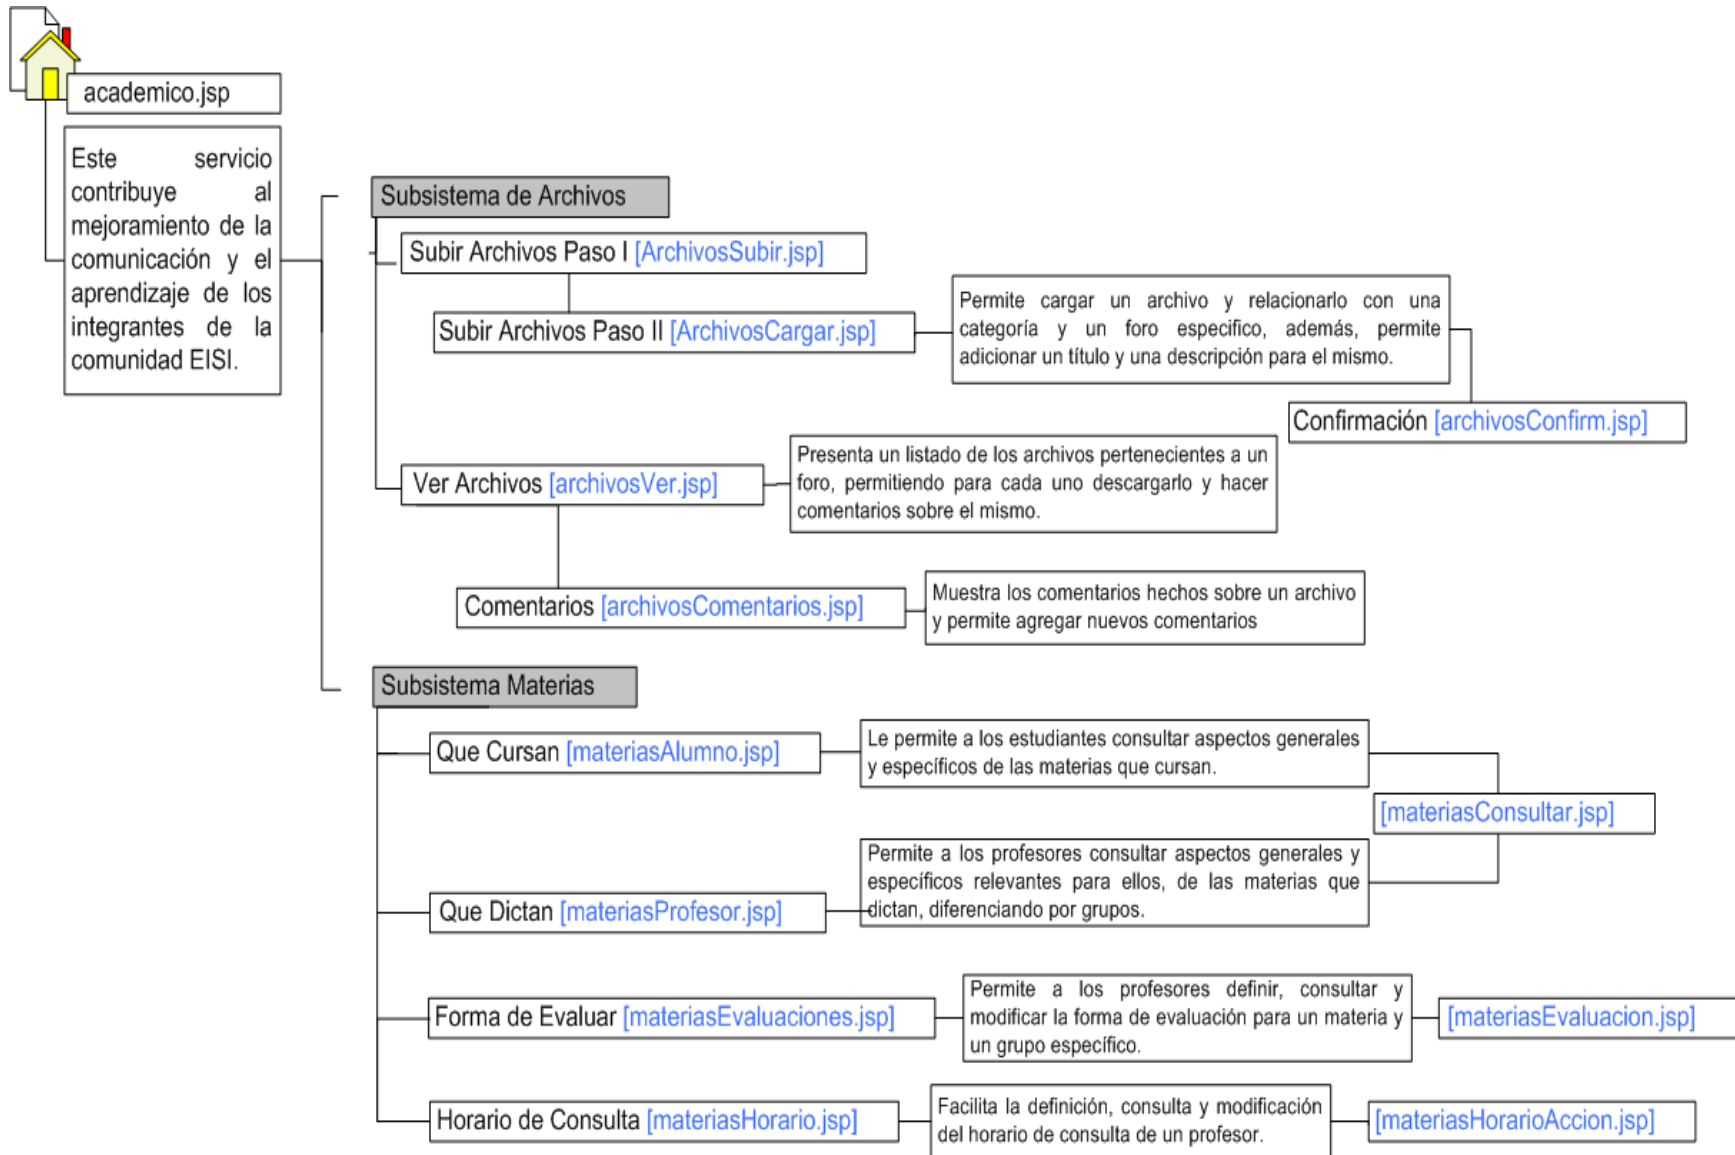 academico.jsp
Este servicio
contribuye al
mejoramiento de la
comunicación y el
aprendizaje de los
integrantes de la
comunidad EISI.
Subsistema de Archivos
Subir Archivos Paso I [ArchivosSubir.jsp]
Subir Archivos Paso II [ArchivosCargar.jsp]
Permite cargar un archivo y relacionarlo con una
categoría y un foro especifico, además, permite
adicionar un título y una descripción para el mismo.
Confirmación [archivosConfirm.jsp]
Ver Archivos [archivosVer.jsp]
Presenta un listado de los archivos pertenecientes a un
foro, permitiendo para cada uno descargarlo y hacer
comentarios sobre el mismo.
Comentarios [archivosComentarios.jsp]
Muestra los comentarios hechos sobre un archivo
y permite agregar nuevos comentarios
Subsistema Materias
Que Cursan [materiasAlumno.jsp]
Le permite a los estudiantes consultar aspectos generales
y específicos de las materias que cursan.
[materiasConsultar.jsp]
Que Dictan [materiasProfesor.jsp]
Permite a los profesores consultar aspectos generales y
específicos relevantes para ellos, de las materias que
dictan, diferenciando por grupos.
Forma de Evaluar [materiasEvaluaciones.jsp]
Permite a los profesores definir, consultar y
modificar la forma de evaluación para un materia y
un grupo específico.
[materiasEvaluacion.jsp]
Horario de Consulta [materiasHorario.jsp]
Facilita la definición, consulta y modificación
del horario de consulta de un profesor.
[materiasHorarioAccion.jsp]